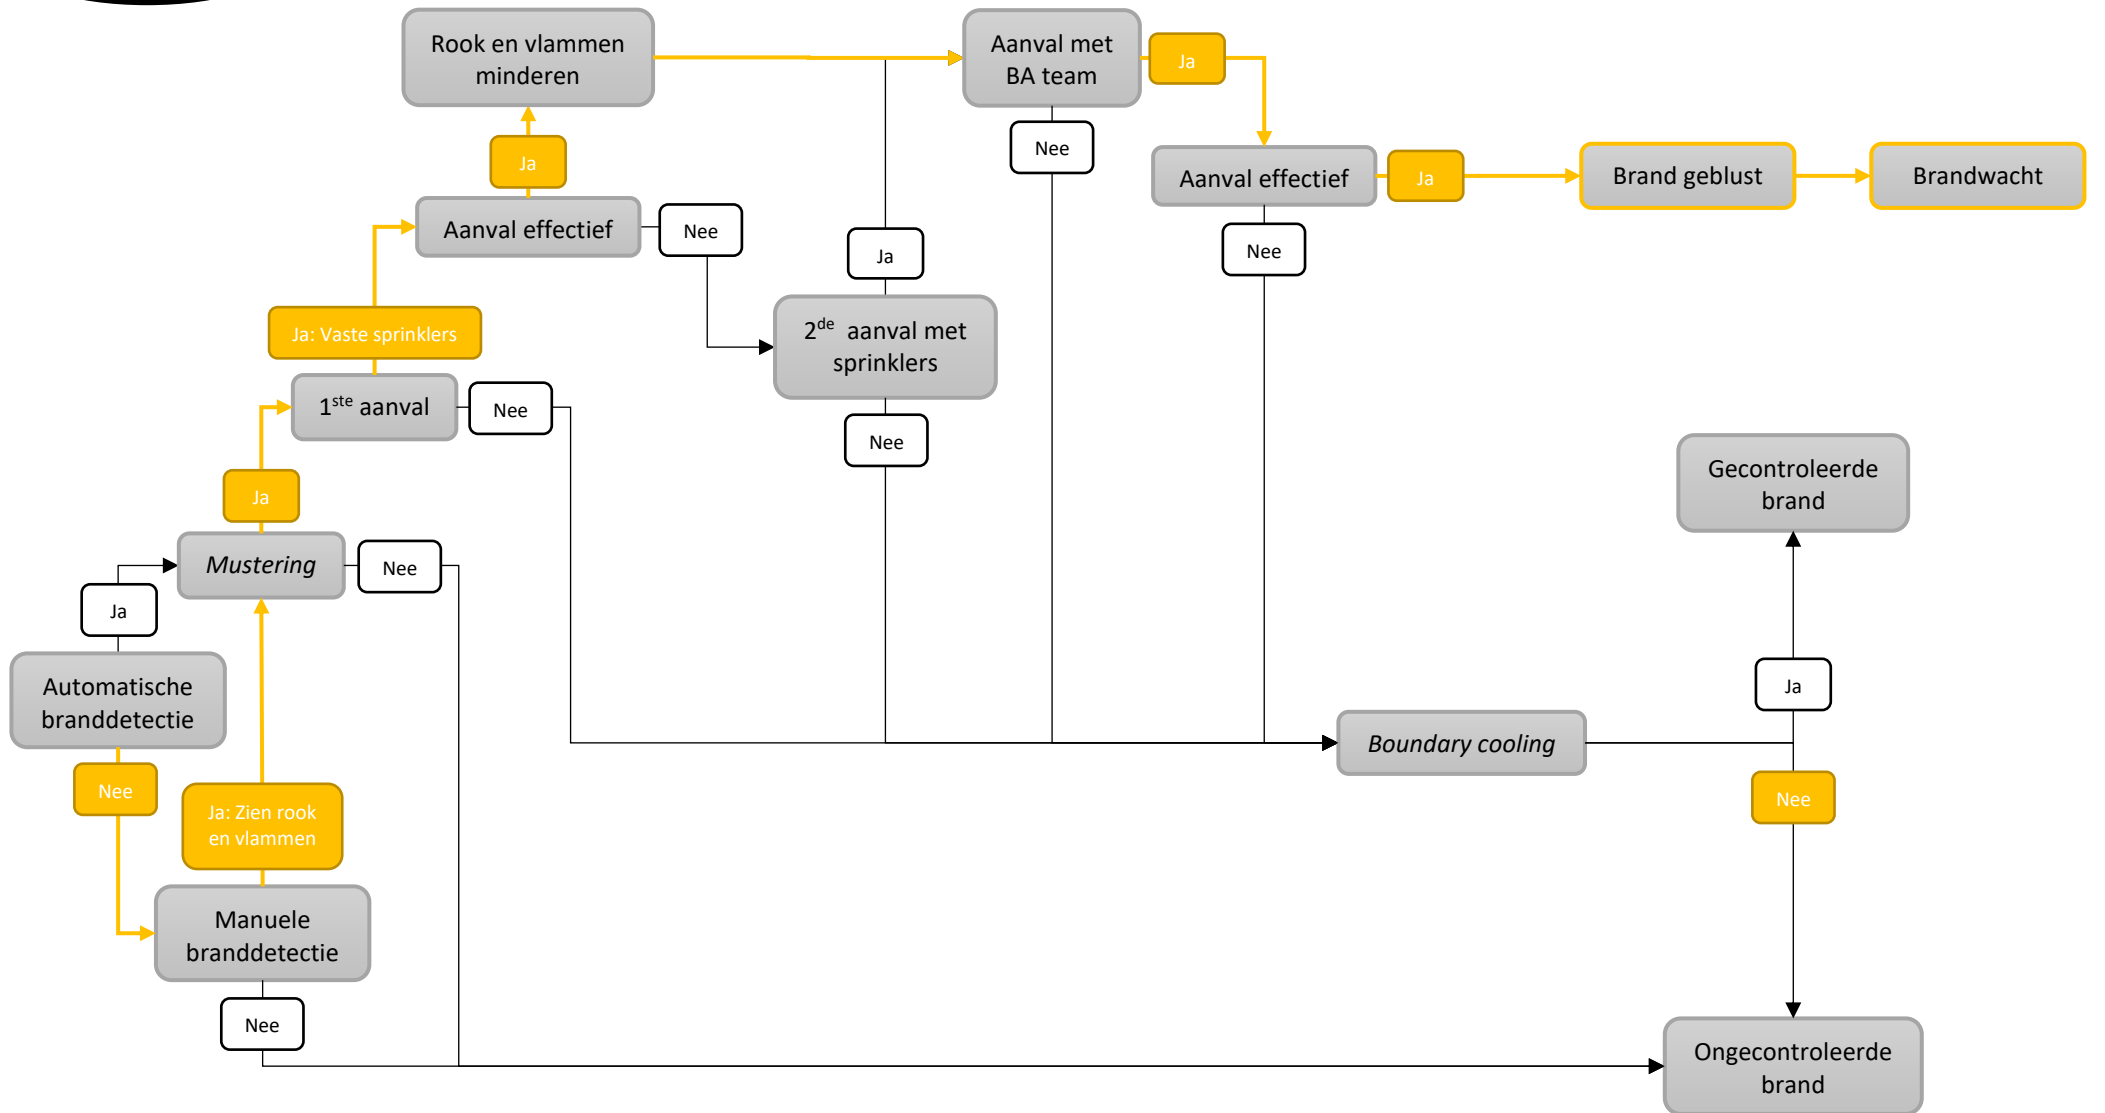 Rook en vlammen
minderen
Aanval met
BA team
Ja
Nee
Ja
Aanval effectief
Ja
Brand geblust
Brandwacht
Aanval effectief
Nee
Nee
Ja
Ja: Vaste sprinklers
2de aanval met
sprinklers
1ste aanval
Nee
Nee
Gecontroleerde
brand
Ja
Mustering
Nee
Ja
Automatische
branddetectie
Ja
Boundary cooling
Nee
Ja: Zien rook
en vlammen
Nee
Manuele
branddetectie
Nee
Ongecontroleerde
brand